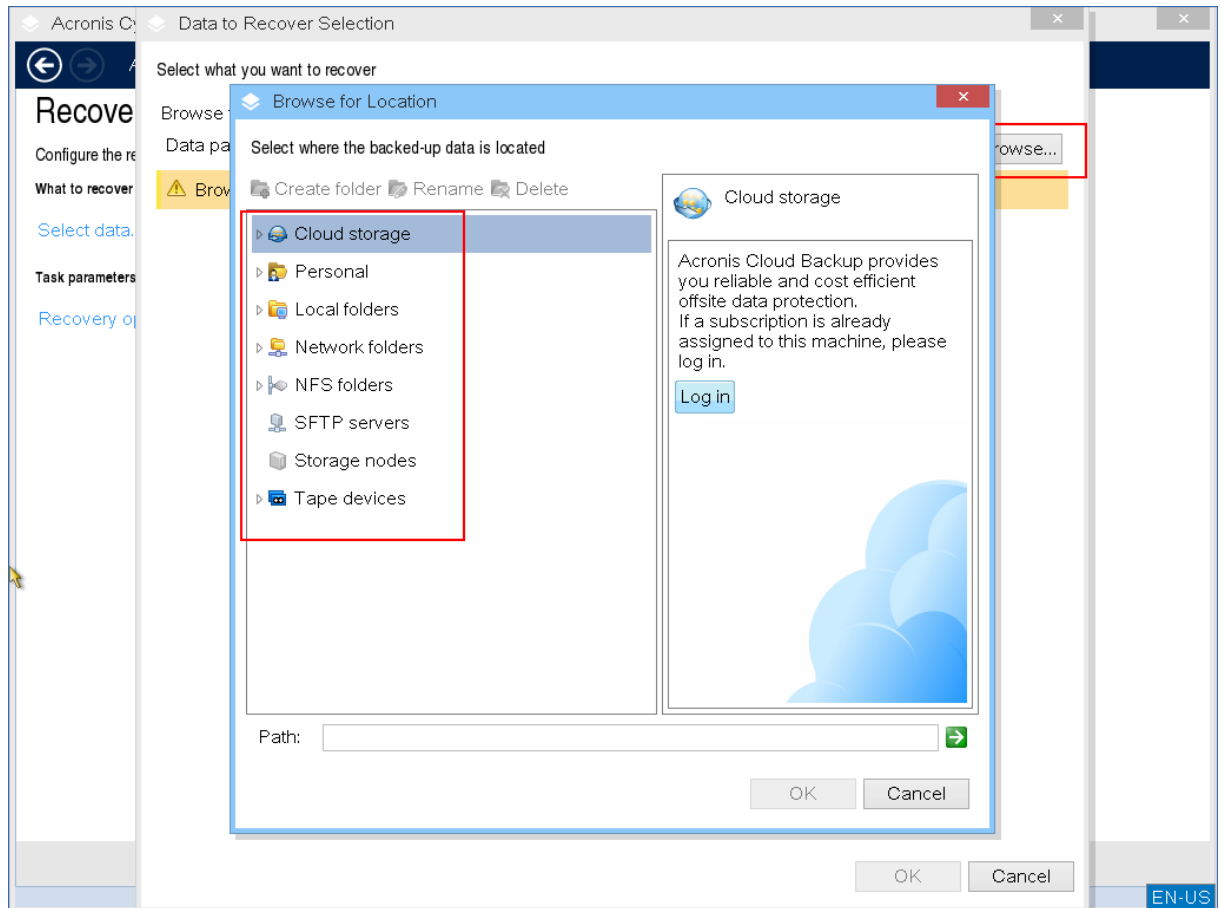 Acronis Cy
Data to Recover Selection
Select what you want to recover
Recove
Browse
Browse for Location
Configure the re
Data pa
Select where the backed-up data is located
rowse...
What to recover
Brow
Create folder Rename Delete
Cloud storage
Select data.
Cloud storage
Personal
Local folders
Network folders
NFS folders
SFTP servers
Storage nodes
Tape devices
Acronis Cloud Backup provides
you reliable and cost efficient
offsite data protection.
If a subscription is already
assigned to this machine, please
log in.
Log in
Task parameters
Recovery op
Path:
OK Cancel
OK Cancel
EN-US